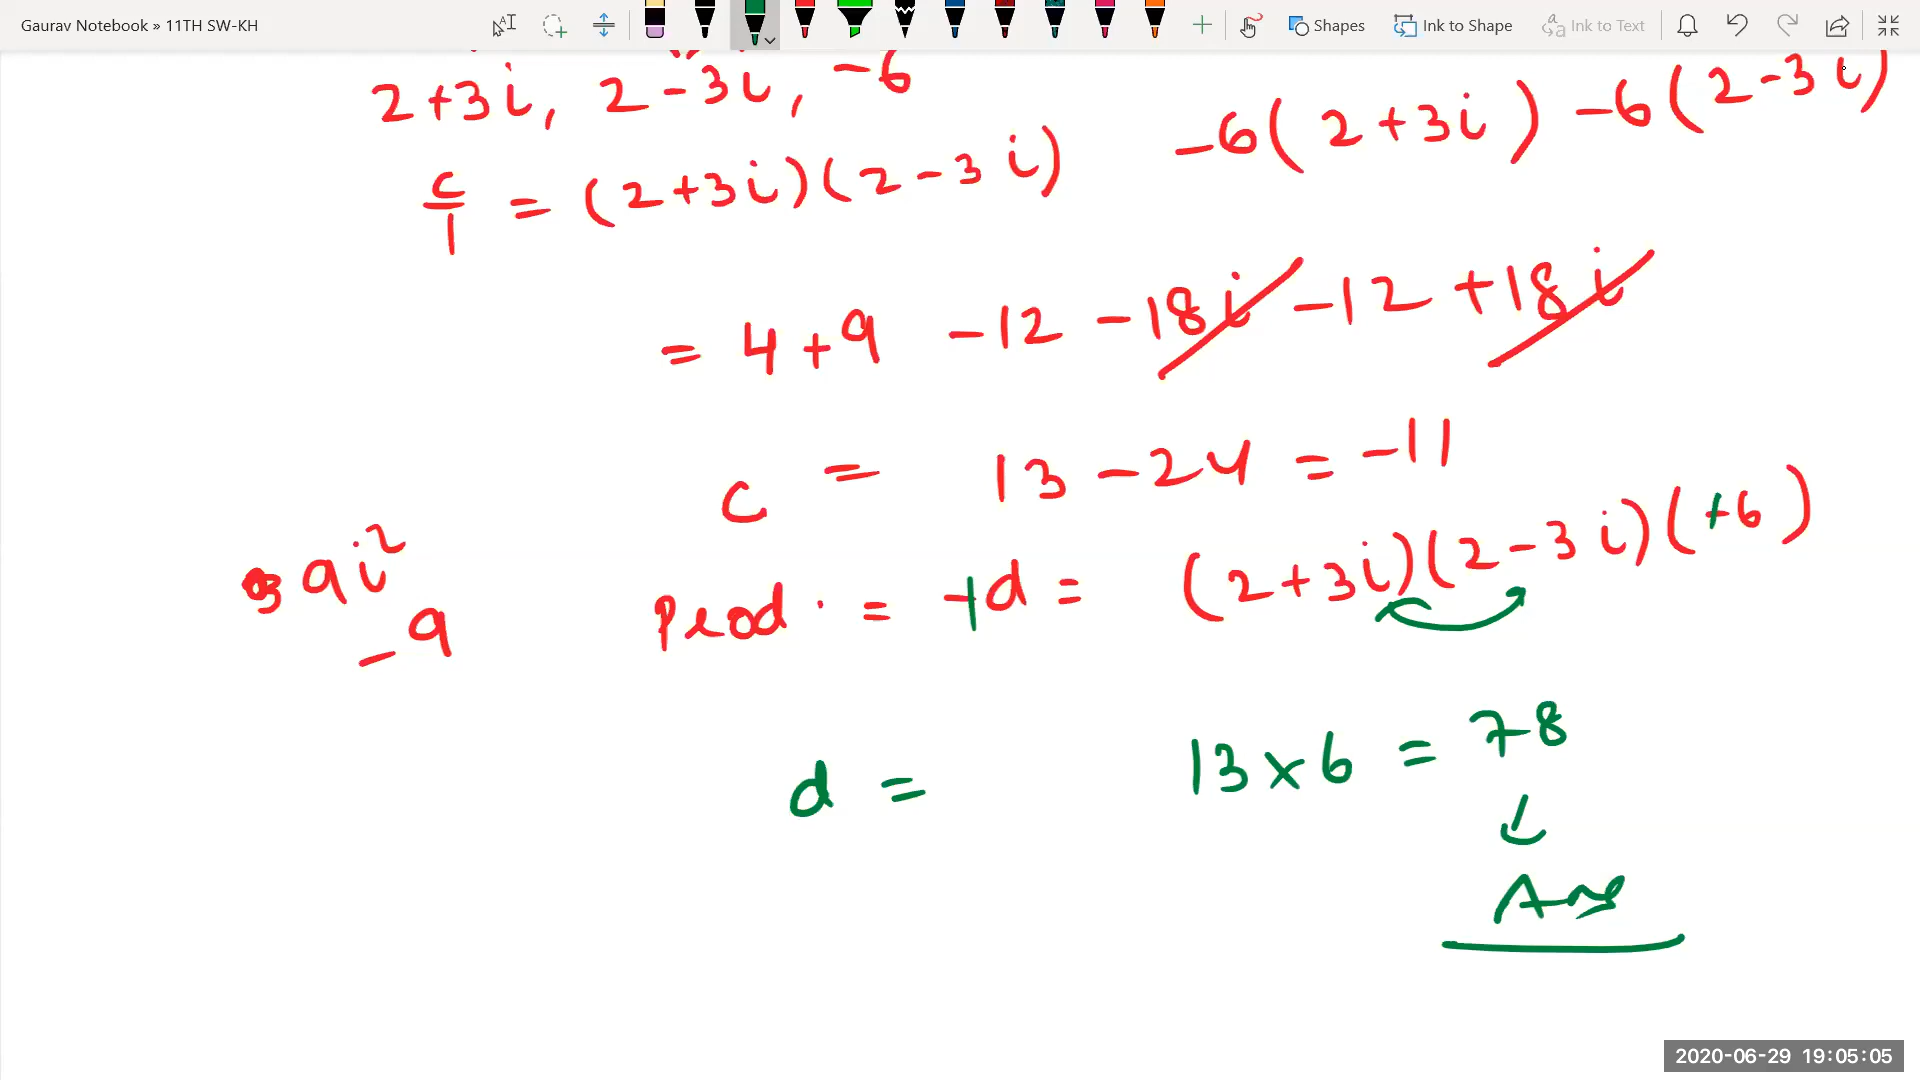 Gaurav Notebook » 11TH SW-KH
Shapes
Ink to Shape
Ink to Text
2+3i, 2-3i, -6
c/1 = (2+3i)(2-3i) -6(2+3i) -6(2-3i)
= 4+9 -12 -18i -12 +18i
c = 13-24 = -11
9i²
-9
Prod. = +d = (2+3i)(2-3i)(+6)
d = 13×6 = 78
↓
Ans
2020-06-29 19:05:05